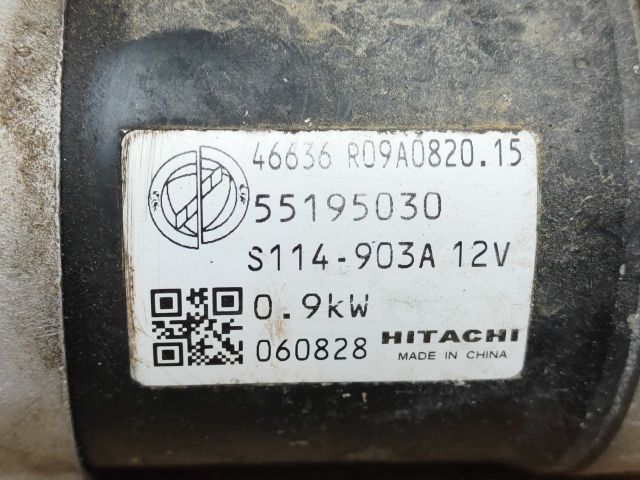 46636 R09A0820.15
55195030
S114-903A 12V
0.9kW
060828 HITACHI
MADE IN CHINA